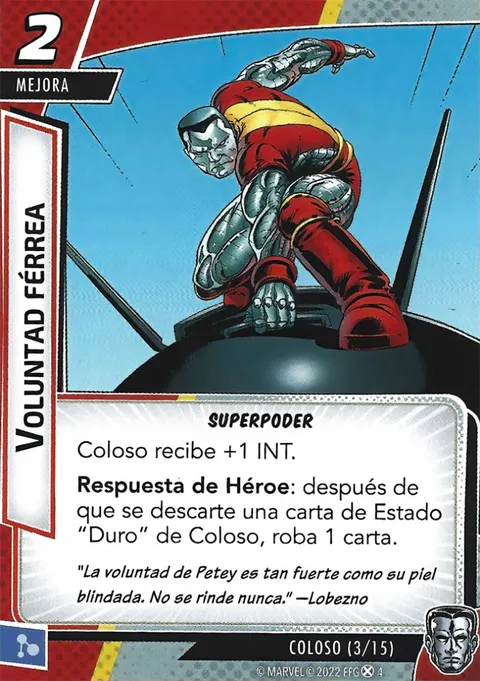 2
MEJORA
VOLUNTAD FÉRREA
SUPERPODER
Coloso recibe +1 INT.
Respuesta de Héroe: después de
que se descarte una carta de Estado
“Duro” de Coloso, roba 1 carta.
"La voluntad de Petey es tan fuerte como su piel
blindada. No se rinde nunca." —Lobezno
COLOSO (3/15)
© MARVEL © 2022 FFG 4